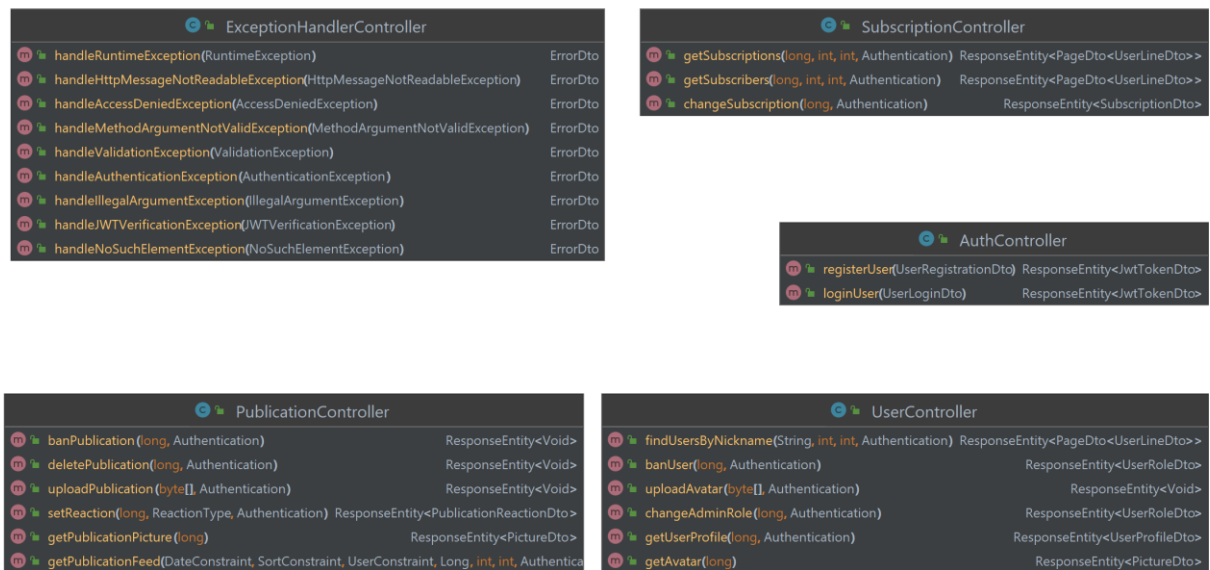 ExceptionHandlerController
handleRuntimeException(RuntimeException) ErrorDto
handleHttpMessageNotReadableException(HttpMessageNotReadableException) ErrorDto
handleAccessDeniedException(AccessDeniedException) ErrorDto
handleMethodArgumentNotValidException(MethodArgumentNotValidException) ErrorDto
handleValidationException(ValidationException) ErrorDto
handleAuthenticationException(AuthenticationException) ErrorDto
handleIllegalArgumentException(IllegalArgumentException) ErrorDto
handleJWTVerificationException(JWTVerificationException) ErrorDto
handleNoSuchElementException(NoSuchElementException) ErrorDto
SubscriptionController
getSubscriptions(long, int, int, Authentication) ResponseEntity<PageDto<UserLineDto>>
getSubscribers(long, int, int, Authentication) ResponseEntity<PageDto<UserLineDto>>
changeSubscription(long, Authentication) ResponseEntity<SubscriptionDto>
AuthController
registerUser(UserRegistrationDto) ResponseEntity<JwtTokenDto>
loginUser(UserLoginDto) ResponseEntity<JwtTokenDto>
PublicationController
banPublication(long, Authentication) ResponseEntity<Void>
deletePublication(long, Authentication) ResponseEntity<Void>
uploadPublication(byte[], Authentication) ResponseEntity<Void>
setReaction(long, ReactionType, Authentication) ResponseEntity<PublicationReactionDto>
getPublicationPicture(long) ResponseEntity<PictureDto>
getPublicationFeed(DateConstraint, SortConstraint, UserConstraint, Long, int, int, Authentica
UserController
findUsersByNickname(String, int, int, Authentication) ResponseEntity<PageDto<UserLineDto>>
banUser(long, Authentication) ResponseEntity<UserRoleDto>
uploadAvatar(byte[], Authentication) ResponseEntity<Void>
changeAdminRole(long, Authentication) ResponseEntity<UserRoleDto>
getUserProfile(long, Authentication) ResponseEntity<UserProfileDto>
getAvatar(long) ResponseEntity<PictureDto>